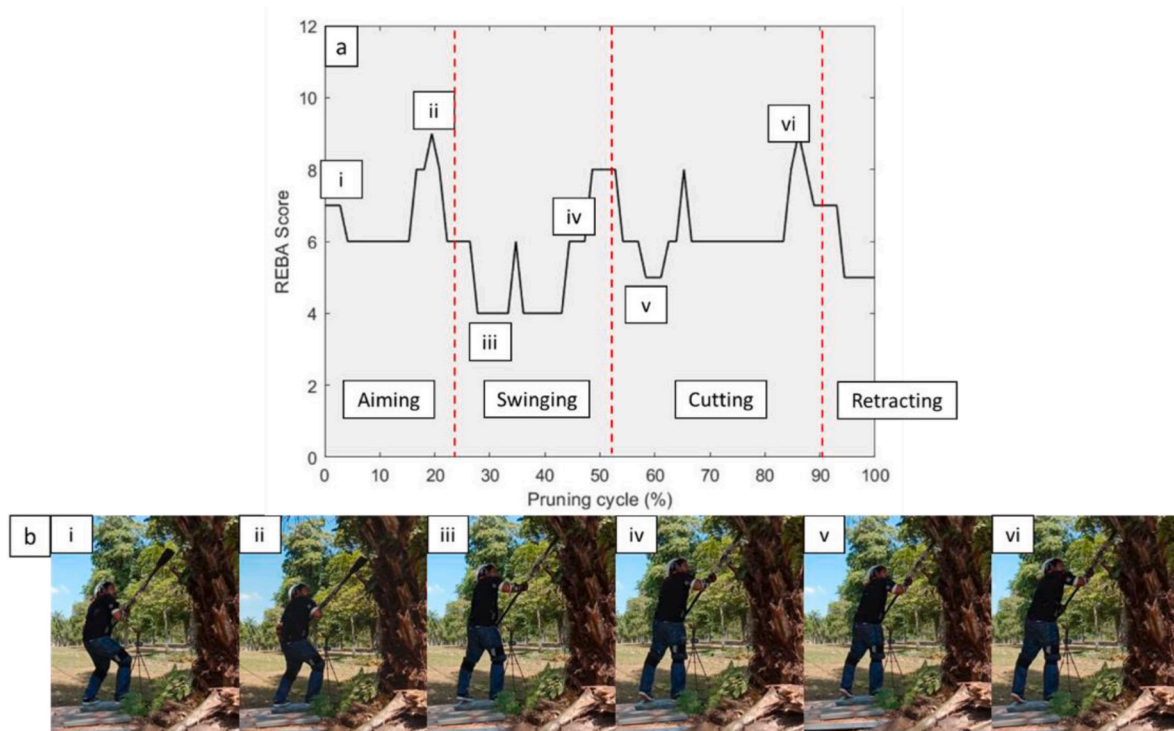 a
12
10
8
6
4
2
0
REBA Score
i
ii
iii
iv
v
vi
Aiming
Swinging
Cutting
Retracting
0 10 20 30 40 50 60 70 80 90 100
Pruning cycle (%)
b
i
ii
iii
iv
v
vi